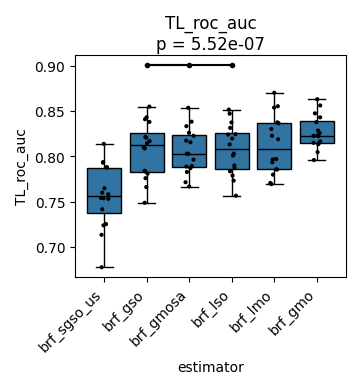 TL_roc_auc
p = 5.52e-07
TL_roc_auc
0.90
0.85
0.80
0.75
0.70
brf_sgso_us
brf_gso
brf_gmosa
brf_lso
brf_lmo
brf_gmo
estimator